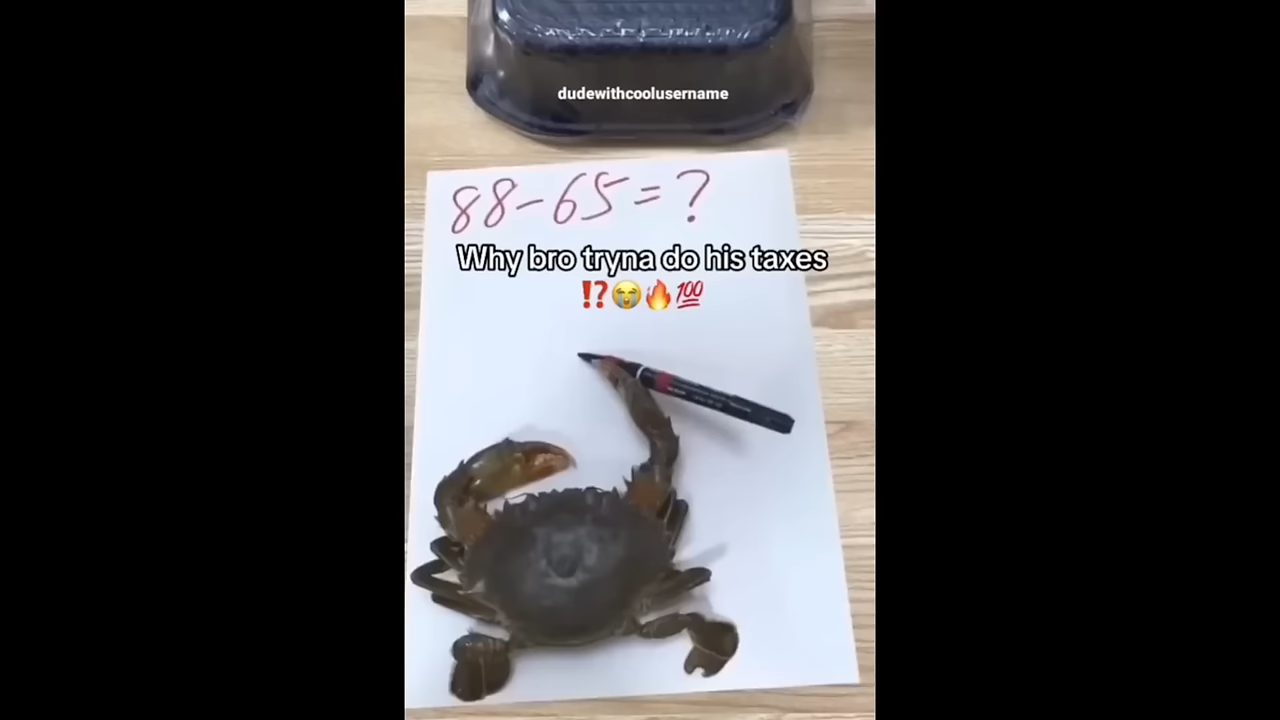 dudewithcoolusername
88-65=?
Why bro tryna do his taxes
⁉️😭🔥💯